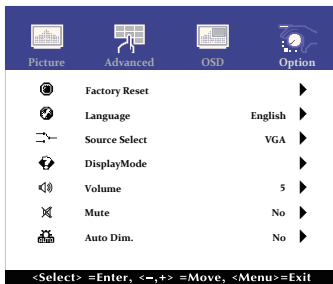 Picture Advanced OSD Option
Factory Reset
Language English
Source Select VGA
DisplayMode
Volume 5
Mute No
Auto Dim. No
<Select> =Enter, <–,+> =Move, <Menu>=Exit